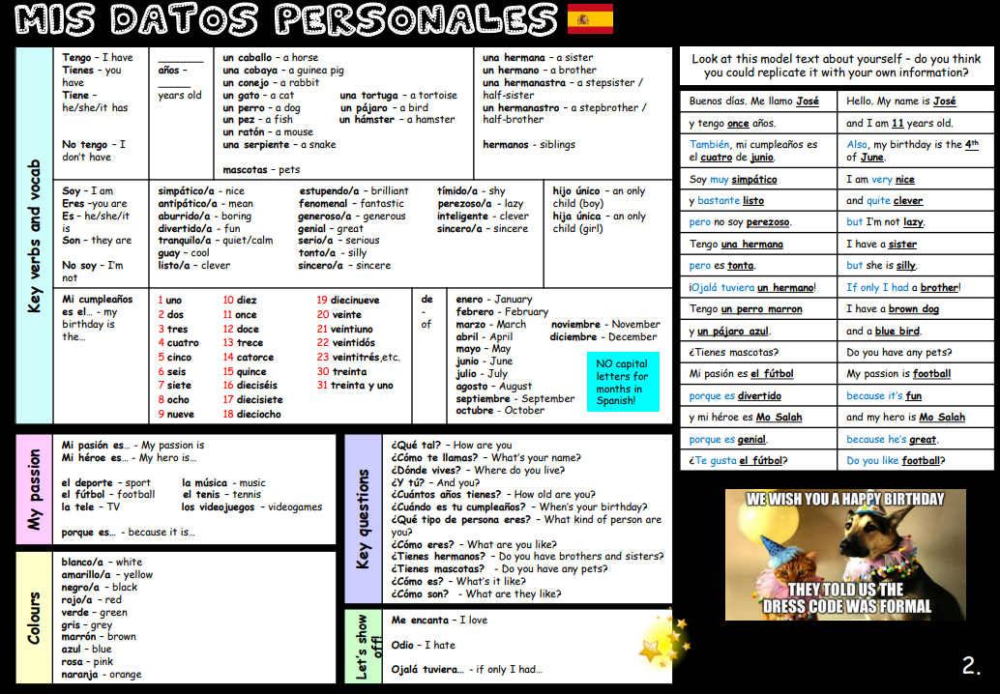 MIS DATOS PERSONALES
Key verbs and vocab
Tengo – I have
Tienes – you
have
Tiene –
he/she/it has
No tengo – I
don't have
________
años –
______
years old
un caballo – a horse
una cobaya – a guinea pig
un conejo – a rabbit
un gato – a cat
un perro – a dog
un pez – a fish
un ratón – a mouse
una serpiente – a snake
mascotas – pets
una tortuga – a tortoise
un pájaro – a bird
un hámster – a hamster
una hermana – a sister
un hermano – a brother
una hermanastra – a stepsister /
half-sister
un hermanastro – a stepbrother /
half-brother
hermanos – siblings
Soy – I am
Eres –you are
Es – he/she/it
is
Son – they are
No soy – I'm
not
simpático/a - nice
antipático/a - mean
aburrido/a - boring
divertido/a - fun
tranquilo/a - quiet/calm
guay – cool
listo/a – clever
estupendo/a - brilliant
fenomenal – fantastic
generoso/a – generous
genial – great
serio/a – serious
tonto/a – silly
sincero/a – sincere
tímido/a – shy
perezoso/a – lazy
inteligente - clever
sincero/a – sincere
hijo único – an only
child (boy)
hija única – an only
child (girl)
Mi cumpleaños
es el… - my
birthday is
the…
1 uno
2 dos
3 tres
4 cuatro
5 cinco
6 seis
7 siete
8 ocho
9 nueve
10 diez
11 once
12 doce
13 trece
14 catorce
15 quince
16 dieciséis
17 diecisiete
18 dieciocho
19 diecinueve
20 veinte
21 veintiuno
22 veintidós
23 veintitrés,etc.
30 treinta
31 treinta y uno
de
-
of
enero - January
febrero - February
marzo - March
abril - April
mayo – May
junio - June
julio - July
agosto – August
septiembre - September
octubre - October
noviembre - November
diciembre - December
NO capital
letters for
months in
Spanish!
My passion
Mi pasión es… - My passion is
Mi héroe es… - My hero is…
el deporte – sport
el fútbol – football
la tele – TV
la música – music
el tenis – tennis
los videojuegos – videogames
porque es… - because it is…
Colours
blanco/a – white
amarillo/a – yellow
negro/a – black
rojo/a – red
verde – green
gris – grey
marrón – brown
azul – blue
rosa – pink
naranja - orange
Key questions
¿Qué tal? – How are you
¿Cómo te llamas? – What's your name?
¿Dónde vives? – Where do you live?
¿Y tú? – And you?
¿Cuántos años tienes? – How old are you?
¿Cuándo es tu cumpleaños? – When's your birthday?
¿Qué tipo de persona eres? – What kind of person are
you?
¿Cómo eres? – What are you like?
¿Tienes hermanos? – Do you have brothers and sisters?
¿Tienes mascotas? - Do you have any pets?
¿Cómo es? – What's it like?
¿Cómo son? – What are they like?
Let's show
off!
Me encanta – I love
Odio – I hate
Ojalá tuviera… - if only I had…
Look at this model text about yourself – do you think
you could replicate it with your own information?
Buenos días. Me llamo José
Hello. My name is José
y tengo once años.
and I am 11 years old.
También, mi cumpleaños es
el cuatro de junio.
Also, my birthday is the 4th
of June.
Soy muy simpático
I am very nice
y bastante listo
and quite clever
pero no soy perezoso.
but I'm not lazy.
Tengo una hermana
I have a sister
pero es tonta.
but she is silly.
¡Ojalá tuviera un hermano!
If only I had a brother!
Tengo un perro marron
I have a brown dog
y un pájaro azul.
and a blue bird.
¿Tienes mascotas?
Do you have any pets?
Mi pasión es el fútbol
My passion is football
porque es divertido
because it's fun
y mi héroe es Mo Salah
and my hero is Mo Salah
porque es genial.
because he's great.
¿Te gusta el fútbol?
Do you like football?
WE WISH YOU A HAPPY BIRTHDAY
THEY TOLD US THE
DRESS CODE WAS FORMAL
2.